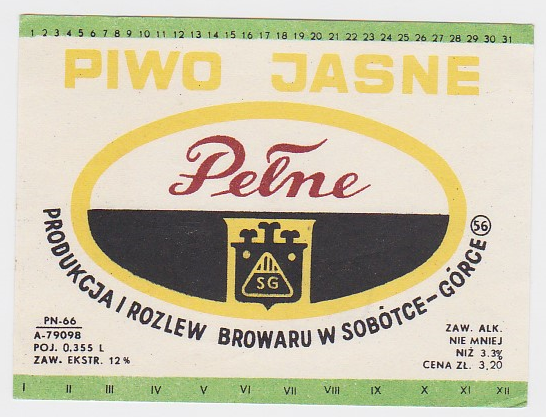 1 2 3 4 5 6 7 8 9 10 11 12 13 14 15 16 17 18 19 20 21 22 23 24 25 26 27 28 29 30 31
PIWO JASNE
Pełne
SG
PRODUKCJA I ROZLEW BROWARU W SOBÓTCE-GÓRCE
56
PN-66
A-79098
POJ. 0,355 L
ZAW. EKSTR. 12%
ZAW. ALK.
NIE MNIEJ
NIŻ 3.3%
CENA ZŁ. 3,20
I II III IV V VI VII VIII IX X XI XII